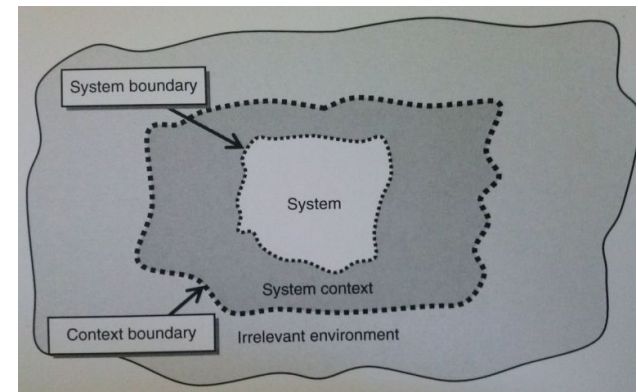 System boundary
System
System context
Context boundary
Irrelevant environment